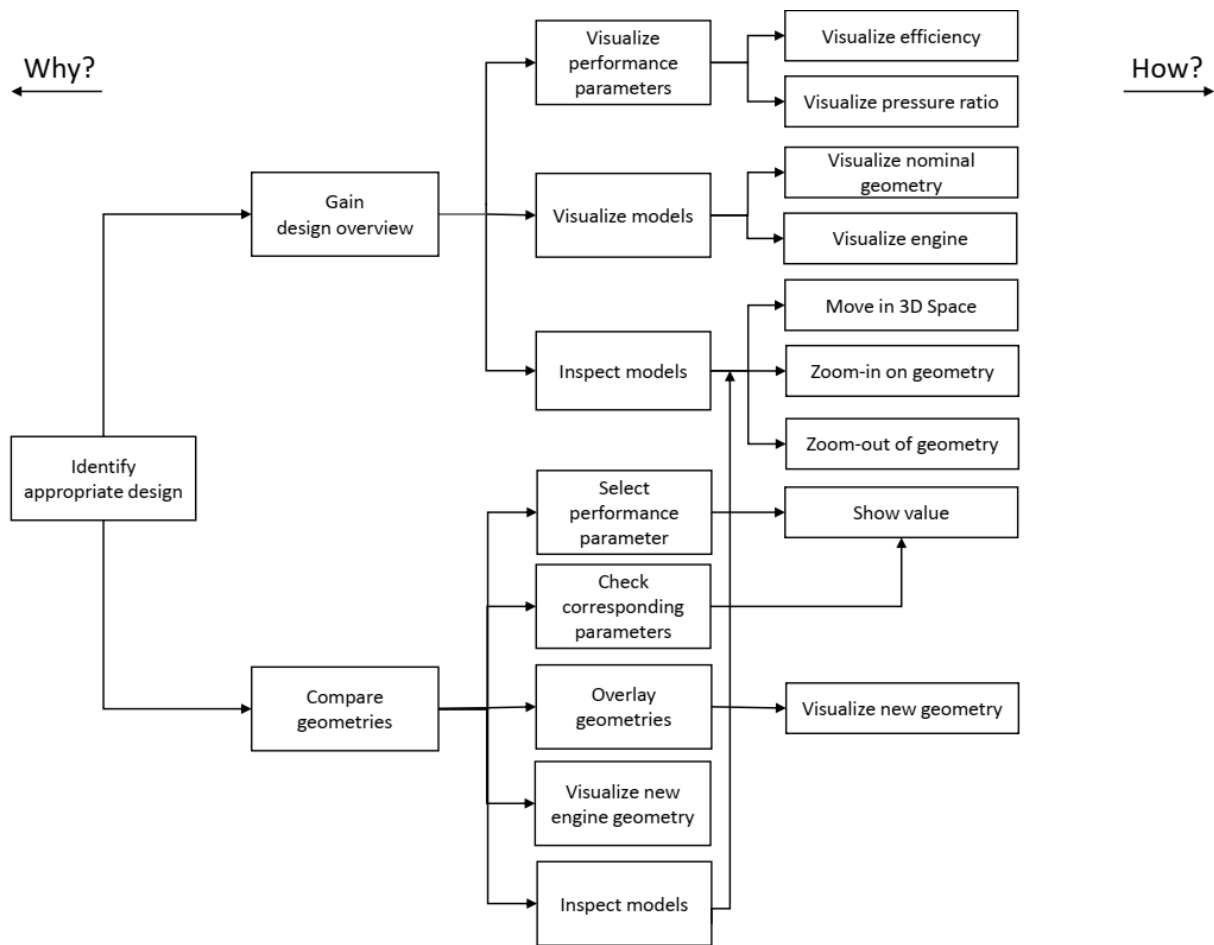 Why?
How?
Visualize
performance
parameters
Visualize efficiency
Visualize pressure ratio
Gain
design overview
Visualize models
Visualize nominal
geometry
Visualize engine
Inspect models
Move in 3D Space
Zoom-in on geometry
Zoom-out of geometry
Identify
appropriate design
Select
performance
parameter
Show value
Check
corresponding
parameters
Compare
geometries
Overlay
geometries
Visualize new geometry
Visualize new
engine geometry
Inspect models